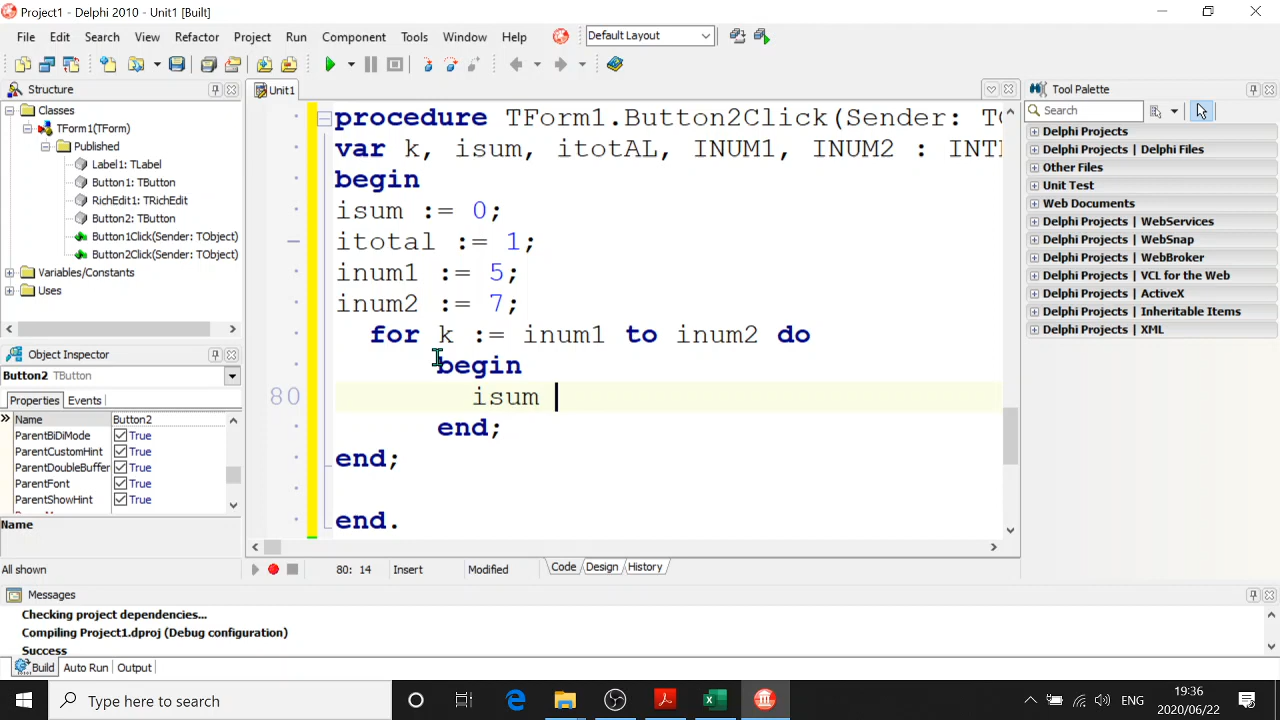 Project1 - Delphi 2010 - Unit1 [Built]
File Edit Search View Refactor Project Run Component Tools Window Help Default Layout
Structure
Classes
TForm1(TForm)
Published
Label1: TLabel
Button1: TButton
RichEdit1: TRichEdit
Button2: TButton
Button1Click(Sender: TObject)
Button2Click(Sender: TObject)
Variables/Constants
Uses
Object Inspector
Button2 TButton
Properties Events
Name Button2
ParentBiDiMode True
ParentCustomHint True
ParentDoubleBuffer True
ParentFont True
ParentShowHint True
Name
All shown
Unit1
procedure TForm1.Button2Click(Sender: TO
var k, isum, itotAL, INUM1, INUM2 : INT
begin
isum := 0;
itotal := 1;
inum1 := 5;
inum2 := 7;
for k := inum1 to inum2 do
begin
80 isum
end;
end;
end.
80: 14 Insert Modified Code Design History
Tool Palette
Search
Delphi Projects
Delphi Projects | Delphi Files
Other Files
Unit Test
Web Documents
Delphi Projects | WebServices
Delphi Projects | WebSnap
Delphi Projects | WebBroker
Delphi Projects | VCL for the Web
Delphi Projects | ActiveX
Delphi Projects | Inheritable Items
Delphi Projects | XML
Messages
Checking project dependencies...
Compiling Project1.dproj (Debug configuration)
Success
Build Auto Run Output
Type here to search
ENG
19:36
2020/06/22